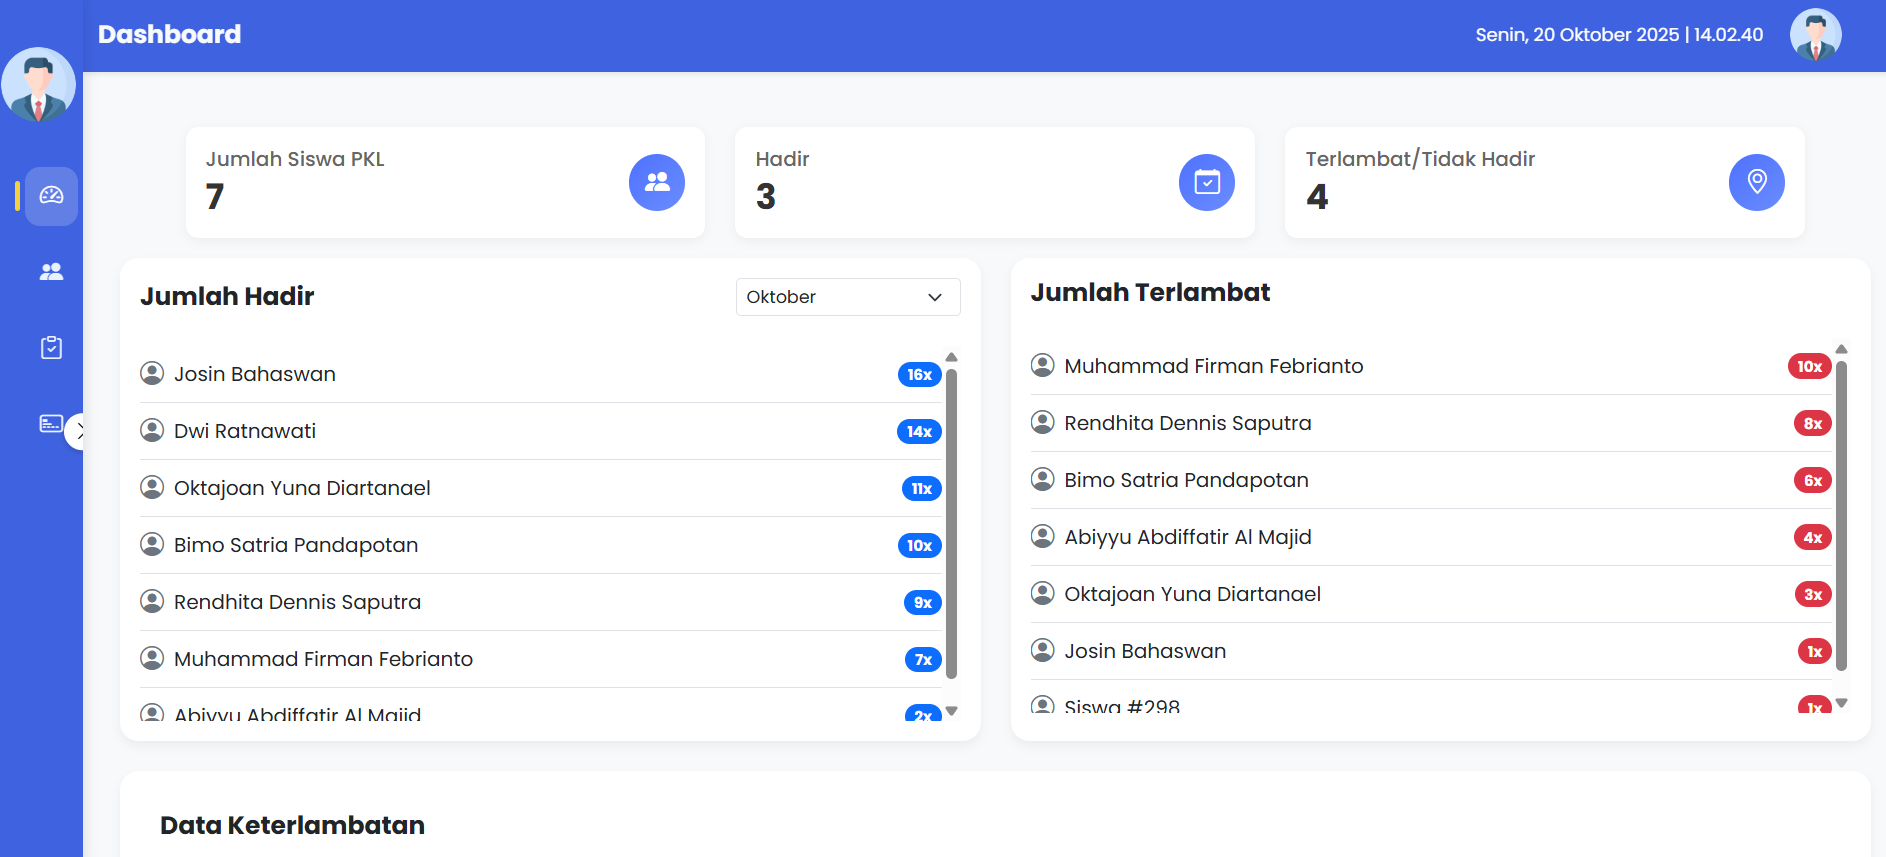 Dashboard
Senin, 20 Oktober 2025 | 14.02.40
Jumlah Siswa PKL
7
Hadir
3
Terlambat/Tidak Hadir
4
Jumlah Hadir
Oktober
Josin Bahaswan 16x
Dwi Ratnawati 14x
Oktajoan Yuna Diartanael 11x
Bimo Satria Pandapotan 10x
Rendhita Dennis Saputra 9x
Muhammad Firman Febrianto 7x
Abiyyu Abdiffatir Al Majid 2x
Jumlah Terlambat
Muhammad Firman Febrianto 10x
Rendhita Dennis Saputra 8x
Bimo Satria Pandapotan 6x
Abiyyu Abdiffatir Al Majid 4x
Oktajoan Yuna Diartanael 3x
Josin Bahaswan 1x
Siswa #298 1x
Data Keterlambatan